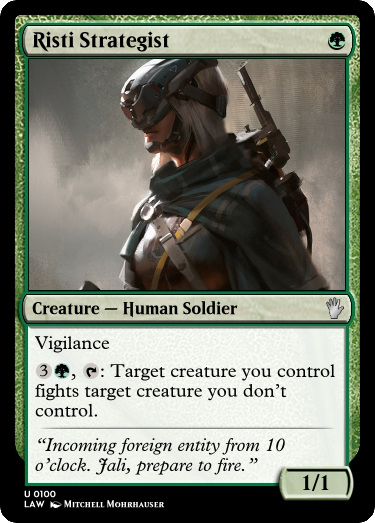 Risti Strategist
Creature — Human Soldier
Vigilance
3, : Target creature you control
fights target creature you don't
control.
“Incoming foreign entity from 10
o'clock. Jali, prepare to fire.”
1/1
U 0100
LAW Mitchell Mohrhauser